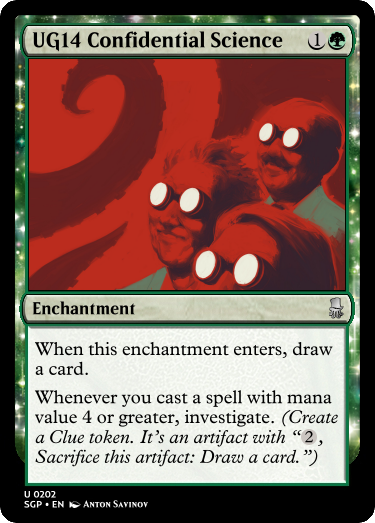 UG14 Confidential Science 1
Enchantment
When this enchantment enters, draw
a card.
Whenever you cast a spell with mana
value 4 or greater, investigate. (Create
a Clue token. It's an artifact with “2,
Sacrifice this artifact: Draw a card.”)
U 0202
SGP • EN Anton Savinov